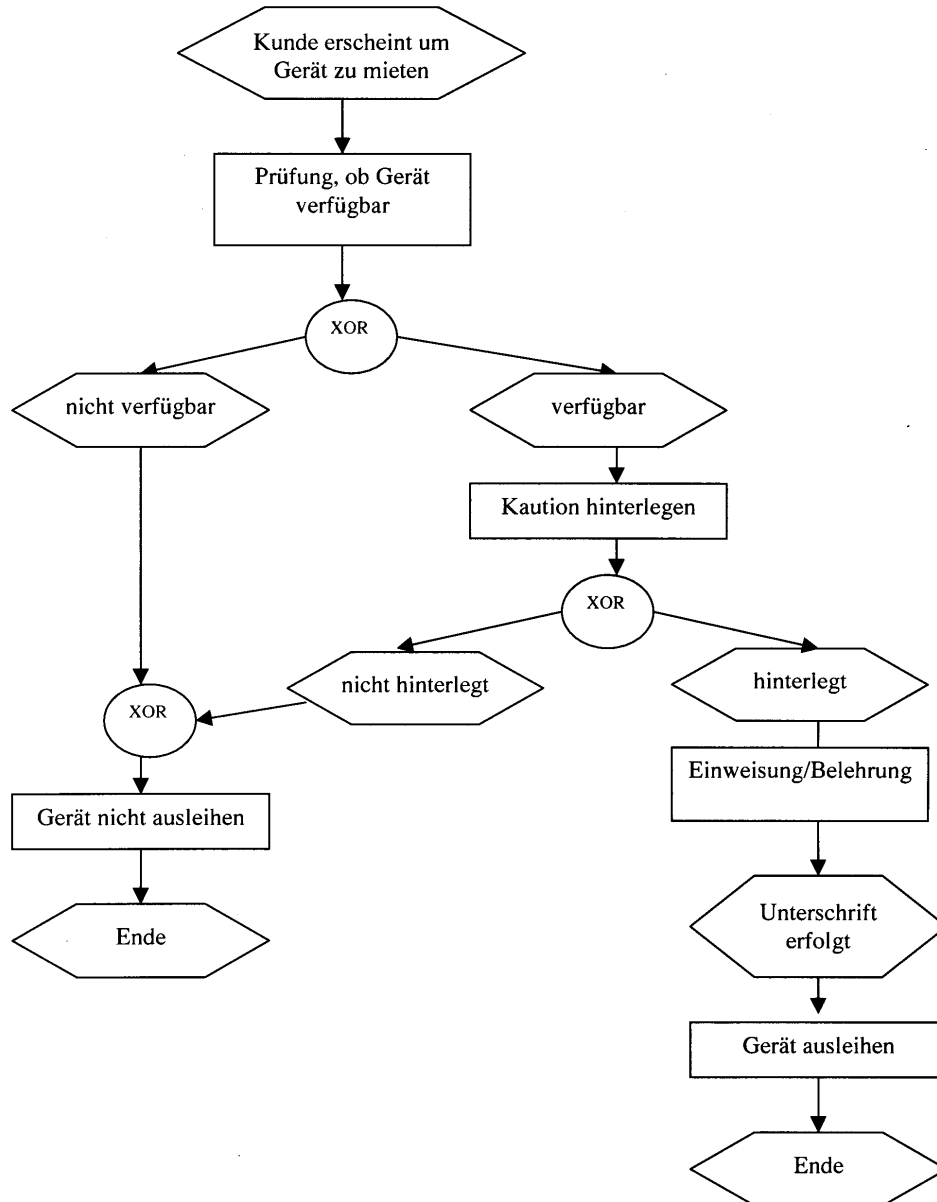 Kunde erscheint um
Gerät zu mieten
Prüfung, ob Gerät
verfügbar
XOR
nicht verfügbar
verfügbar
Kaution hinterlegen
XOR
nicht hinterlegt
hinterlegt
XOR
Einweisung/Belehrung
Gerät nicht ausleihen
Ende
Unterschrift
erfolgt
Gerät ausleihen
Ende